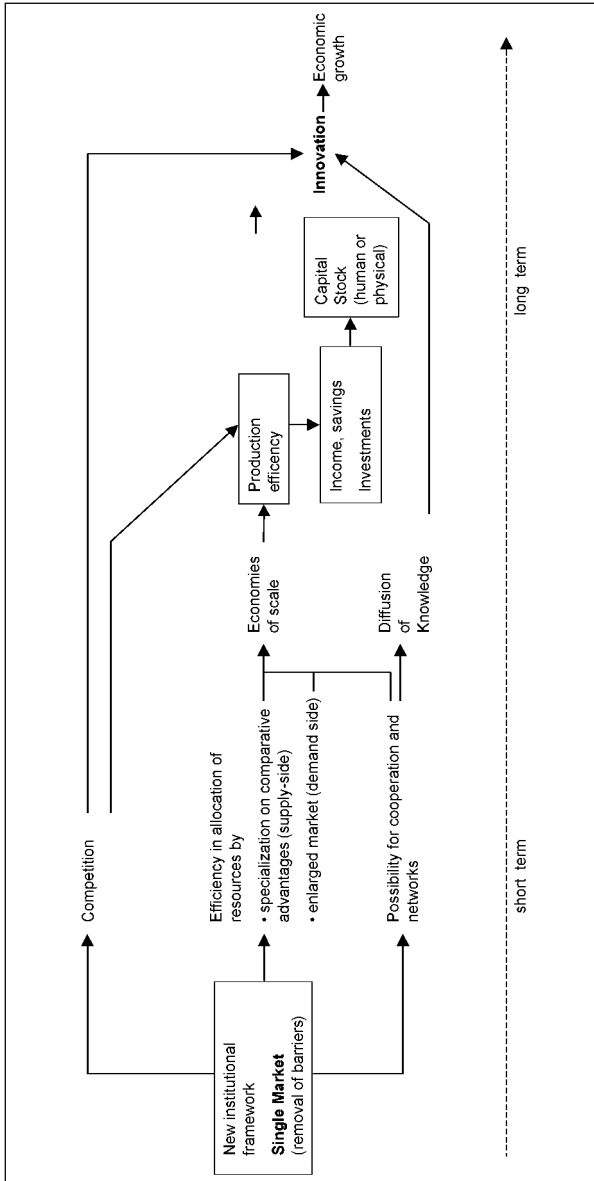 New institutional
framework
Single Market
(removal of barriers)
Competition
Efficiency in allocation of
resources by
• specialization on comparative
advantages (supply-side)
• enlarged market (demand side)
Possibility for cooperation and
networks
Economies
of scale
Diffusion
of
Knowledge
Production
efficency
Income, savings
Investments
Capital
Stock
(human or
physical)
Innovation
Economic
growth
short term
long term